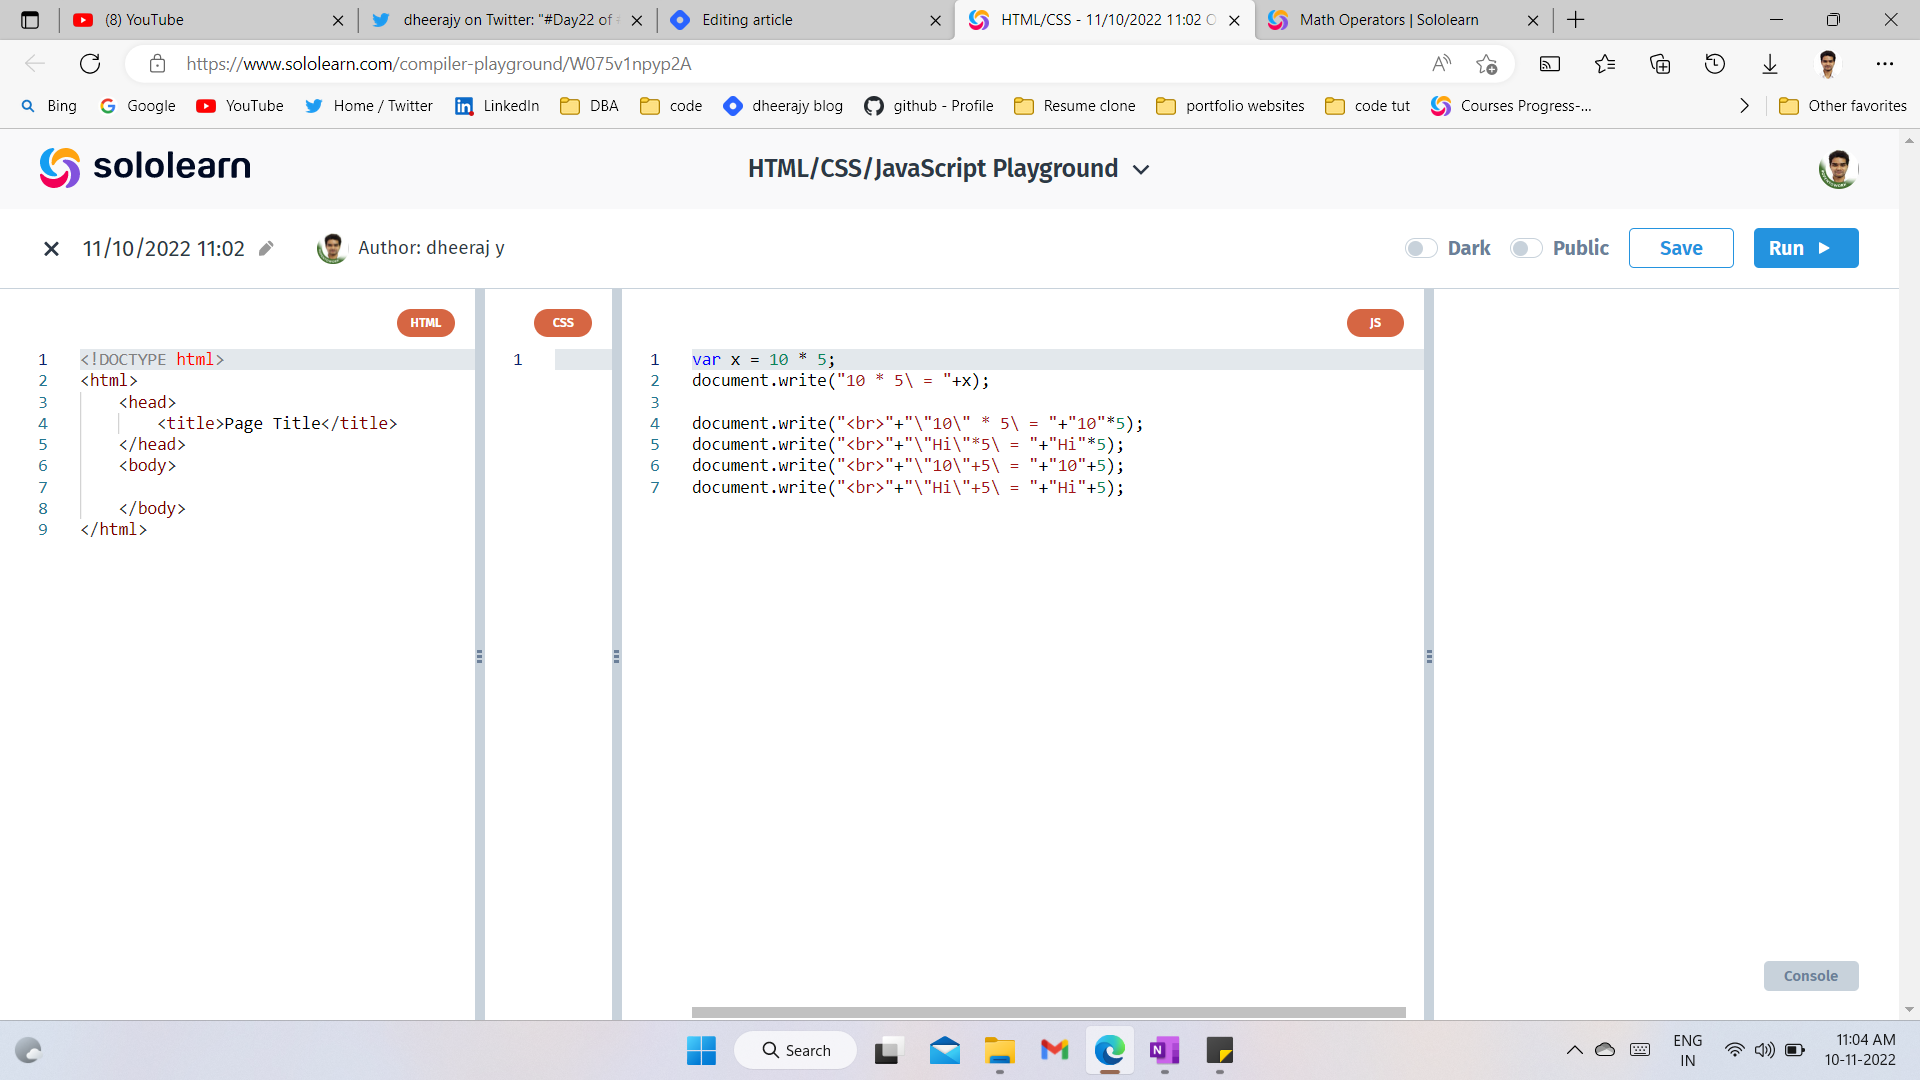 (8) YouTube
dheerajy on Twitter: "#Day22 of
Editing article
HTML/CSS - 11/10/2022 11:02 O
Math Operators | Sololearn
https://www.sololearn.com/compiler-playground/W075v1npyp2A
Bing
Google
YouTube
Home / Twitter
LinkedIn
DBA
code
dheerajy blog
github - Profile
Resume clone
portfolio websites
code tut
Courses Progress-...
Other favorites
sololearn
HTML/CSS/JavaScript Playground
11/10/2022 11:02
Author: dheeraj y
Dark
Public
Save
Run
HTML
1 <!DOCTYPE html>
2 <html>
3 <head>
4 <title>Page Title</title>
5 </head>
6 <body>
7
8 </body>
9 </html>
CSS
1
JS
1 var x = 10 * 5;
2 document.write("10 * 5\ = "+x);
3
4 document.write("<br>"+"\"10\" * 5\ = "+"10"*5);
5 document.write("<br>"+"\"Hi\"*5\ = "+"Hi"*5);
6 document.write("<br>"+"\"10\"+5\ = "+"10"+5);
7 document.write("<br>"+"\"Hi\"+5\ = "+"Hi"+5);
Console
Search
ENG
IN
11:04 AM
10-11-2022